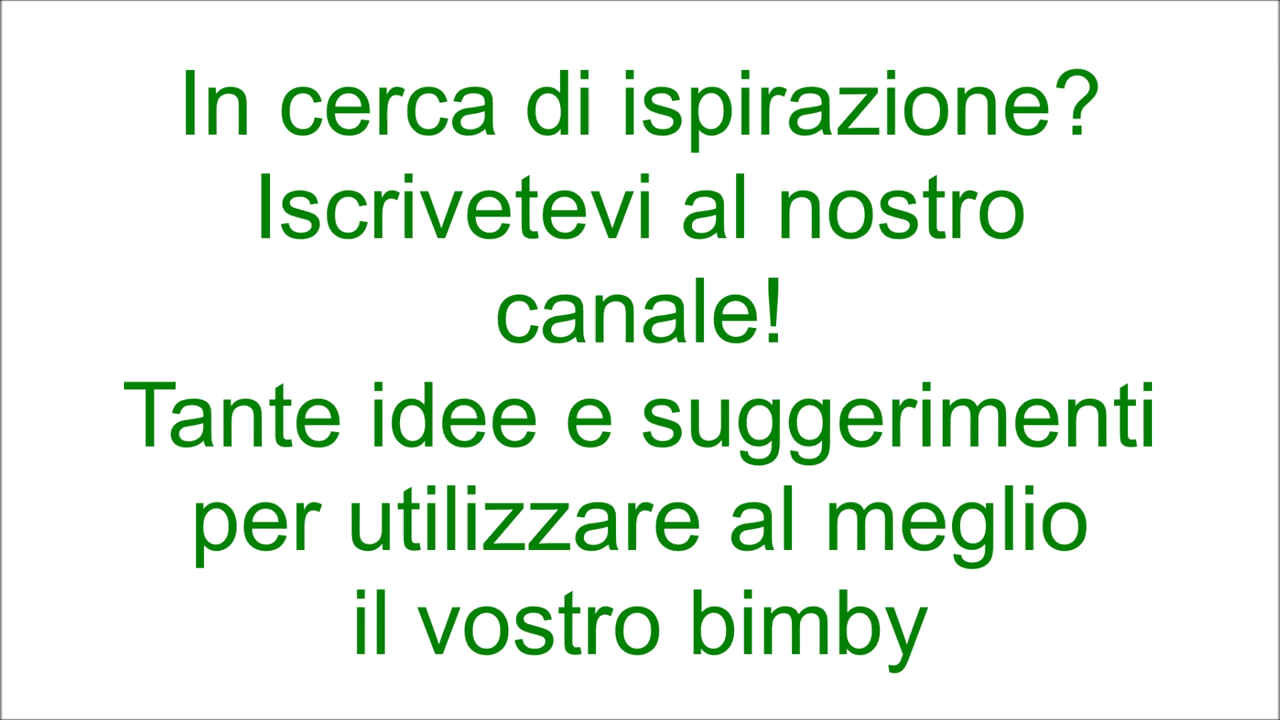 In cerca di ispirazione?
Iscrivetevi al nostro
canale!
Tante idee e suggerimenti
per utilizzare al meglio
il vostro bimby